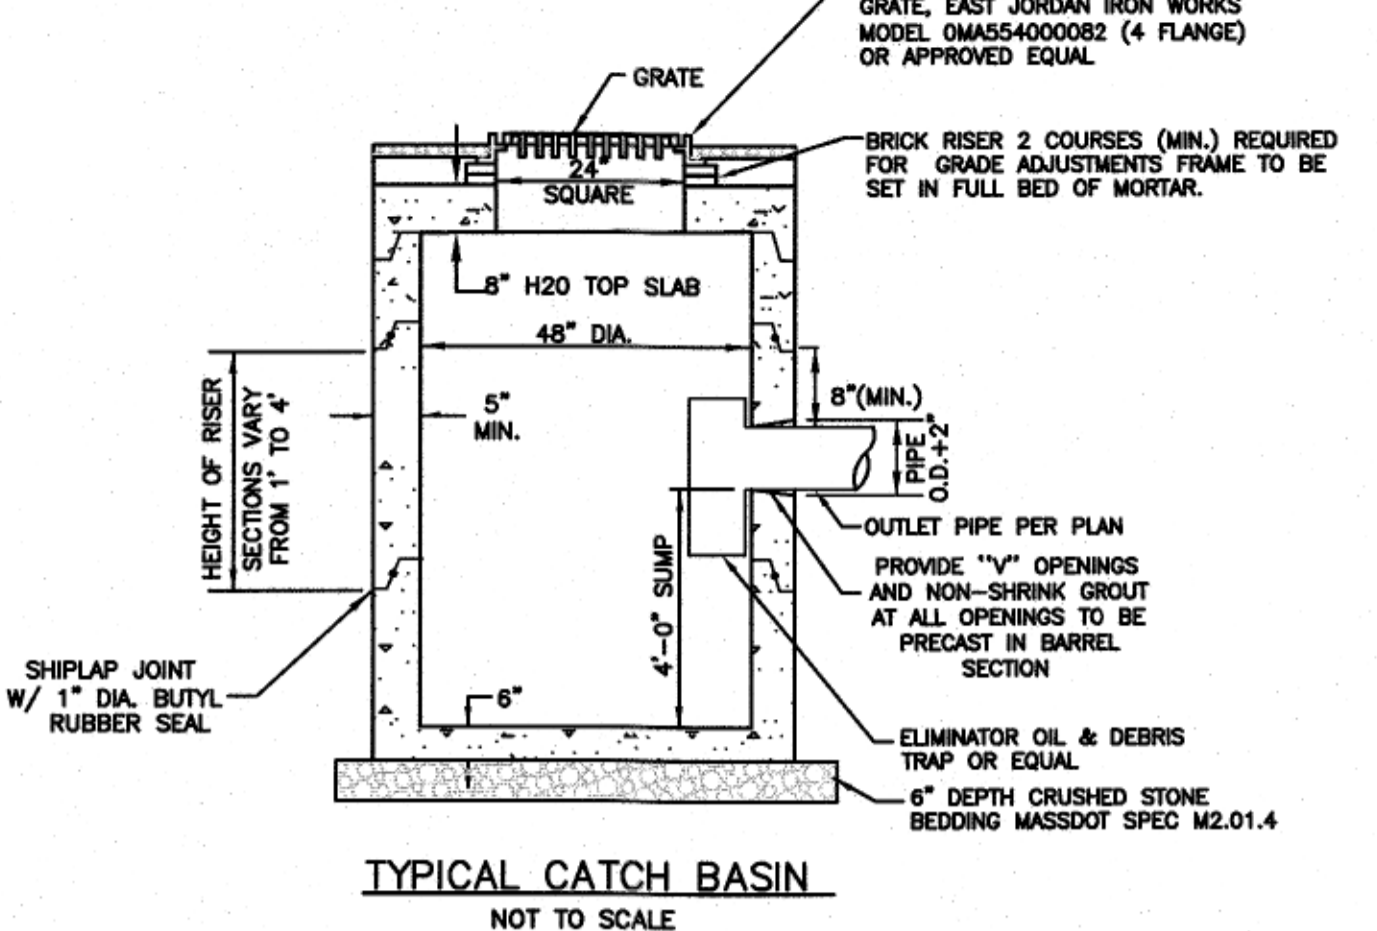 GRATE, EAST JORDAN IRON WORKS
MODEL 0MA554000082 (4 FLANGE)
OR APPROVED EQUAL
GRATE
BRICK RISER 2 COURSES (MIN.) REQUIRED
FOR GRADE ADJUSTMENTS FRAME TO BE
SET IN FULL BED OF MORTAR.
24"
SQUARE
8" H20 TOP SLAB
48" DIA.
HEIGHT OF RISER
SECTIONS VARY
FROM 1' TO 4'
5"
MIN.
8"(MIN.)
PIPE
O.D.+2"
OUTLET PIPE PER PLAN
PROVIDE "V" OPENINGS
AND NON-SHRINK GROUT
AT ALL OPENINGS TO BE
PRECAST IN BARREL
SECTION
4'-0" SUMP
SHIPLAP JOINT
W/ 1" DIA. BUTYL
RUBBER SEAL
6"
ELIMINATOR OIL & DEBRIS
TRAP OR EQUAL
6" DEPTH CRUSHED STONE
BEDDING MASSDOT SPEC M2.01.4
TYPICAL CATCH BASIN
NOT TO SCALE